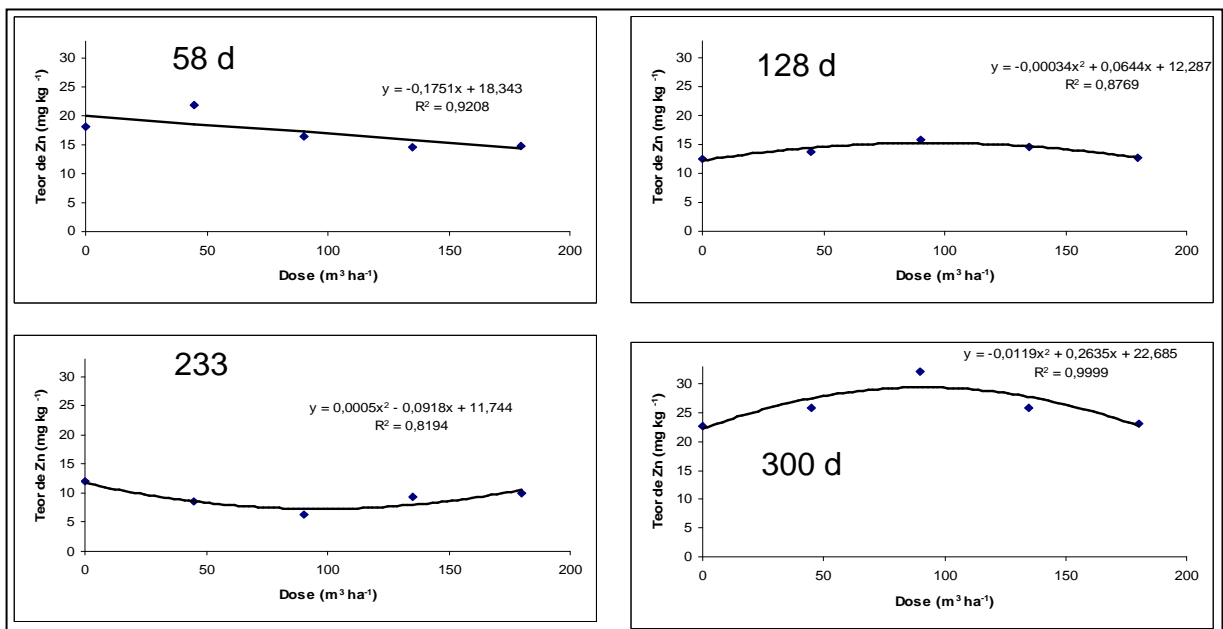 58 d
y = -0,1751x + 18,343
R² = 0,9208
Teor de Zn (mg kg -1)
30
25
20
15
10
5
0
0 50 100 150 200
Dose (m³ ha-¹)
128 d
y = -0,00034x² + 0,0644x + 12,287
R² = 0,8769
Teor de Zn (mg kg -1)
30
25
20
15
10
5
0
0 50 100 150 200
Dose (m³ ha-¹)
233
y = 0,0005x² - 0,0918x + 11,744
R² = 0,8194
Teor de Zn (mg kg -1)
30
25
20
15
10
5
0
0 50 100 150 200
Dose (m³ ha-¹)
y = -0,0119x² + 0,2635x + 22,685
R² = 0,9999
300 d
Teor de Zn (mg kg -1)
30
25
20
15
10
5
0
0 50 100 150 200
Dose (m³ ha-¹)